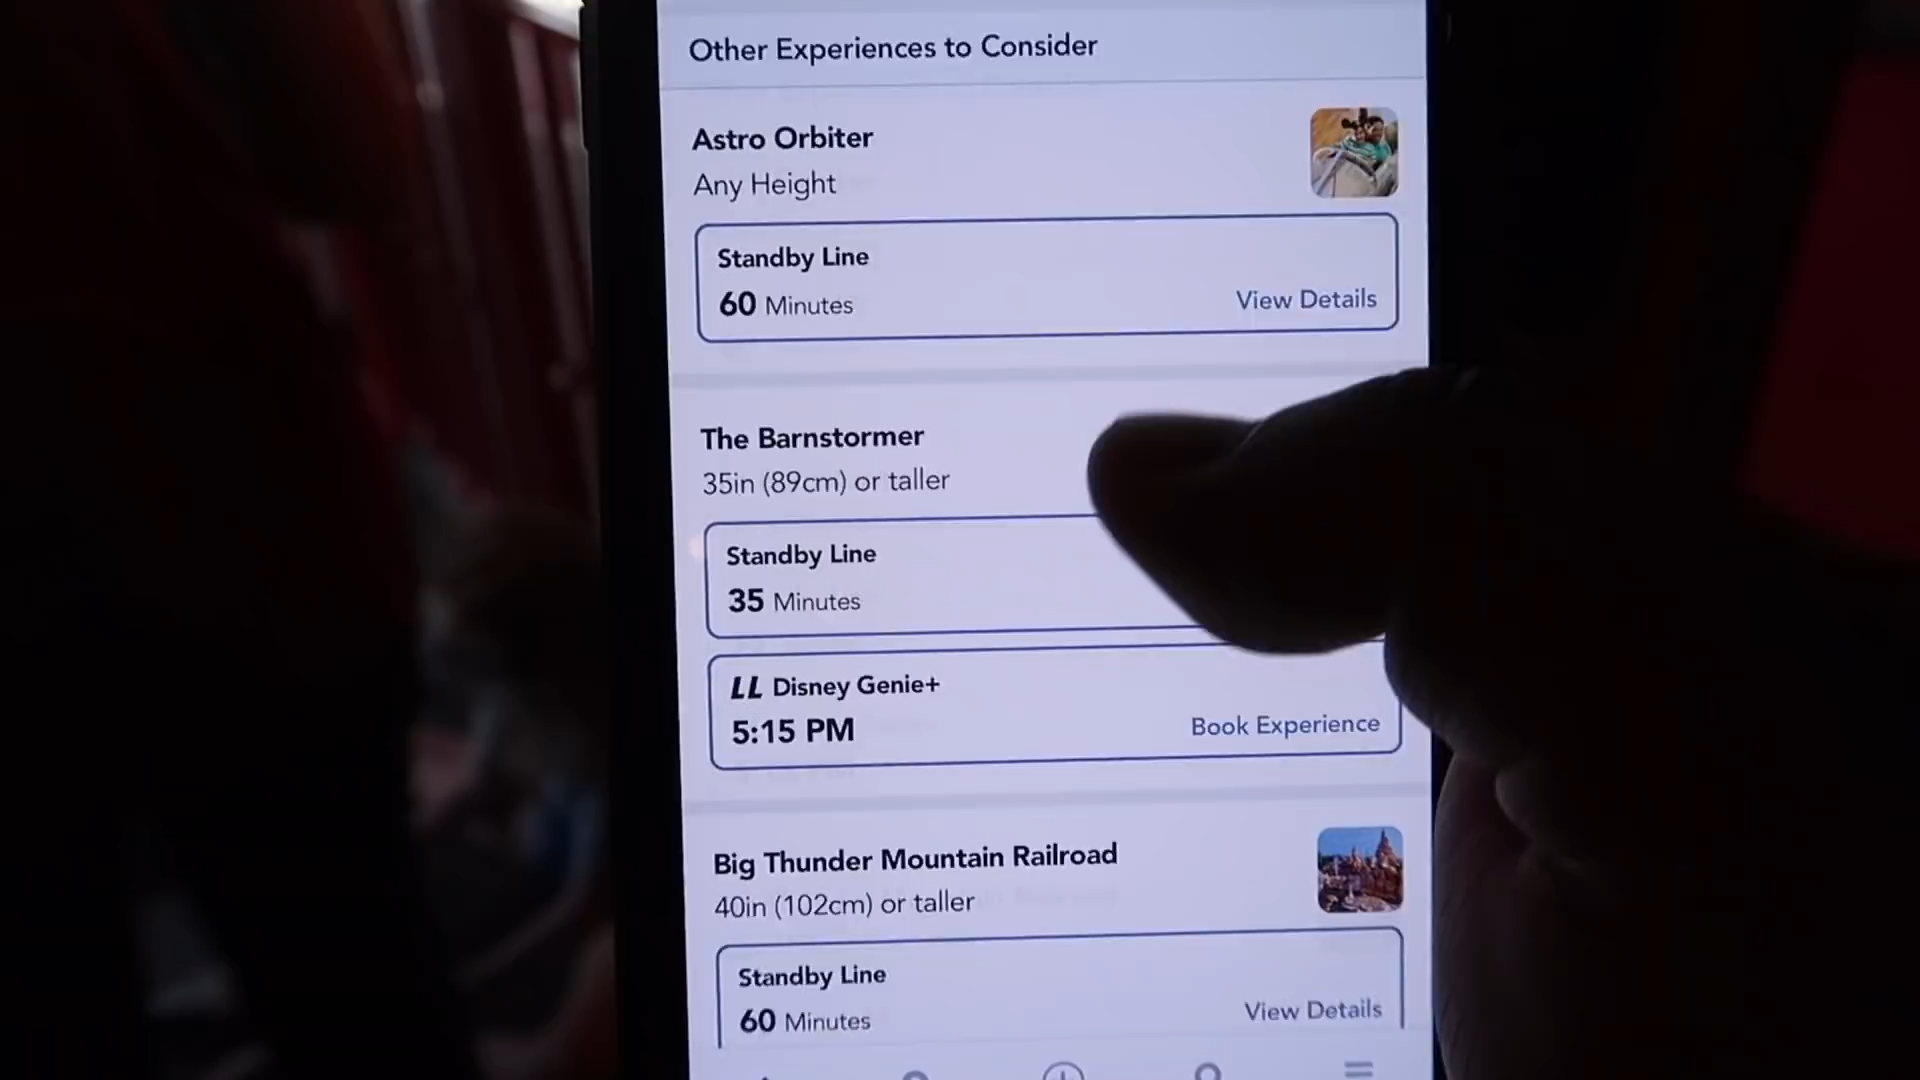 Other Experiences to Consider
Astro Orbiter
Any Height
Standby Line
60 Minutes
View Details
The Barnstormer
35in (89cm) or taller
Standby Line
35 Minutes
LL Disney Genie+
5:15 PM
Book Experience
Big Thunder Mountain Railroad
40in (102cm) or taller
Standby Line
60 Minutes
View Details